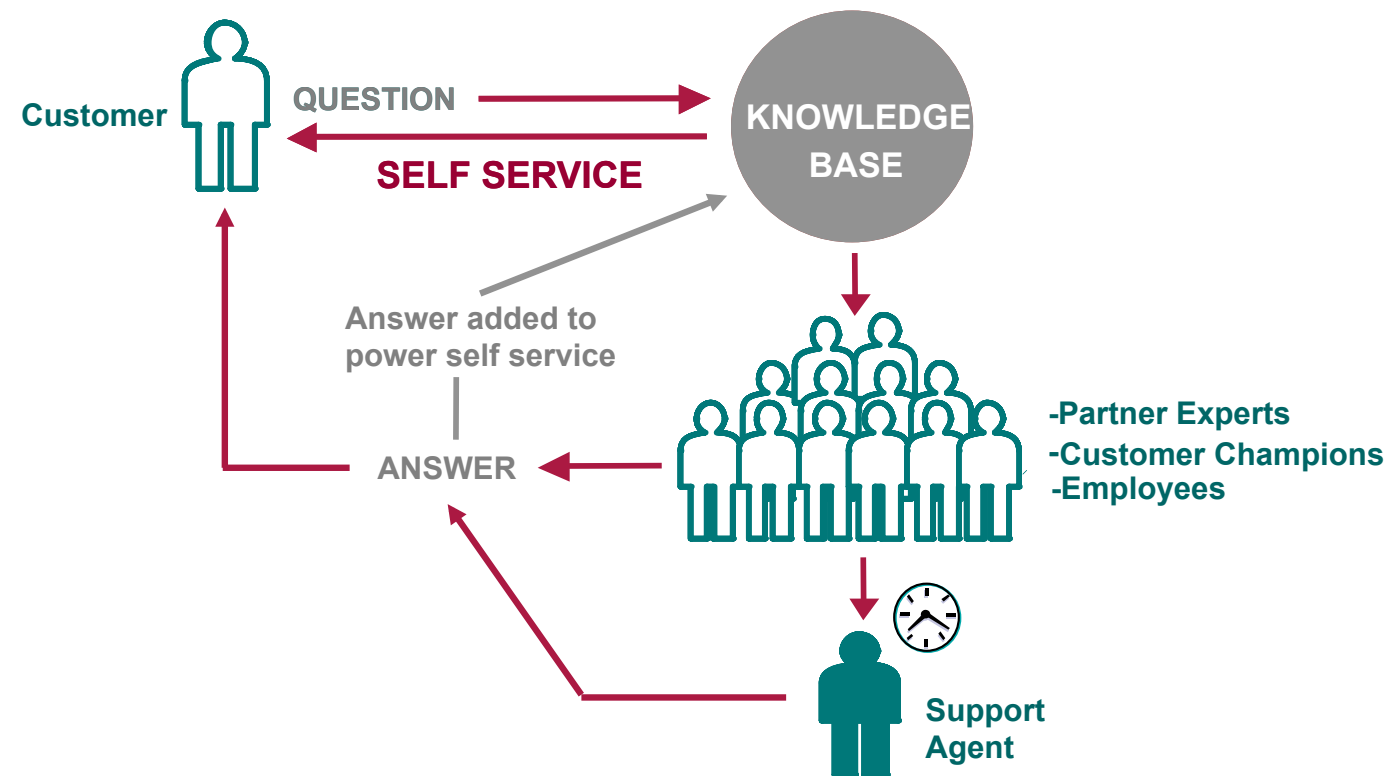 Customer
QUESTION
KNOWLEDGE
BASE
SELF SERVICE
Answer added to
power self service
ANSWER
-Partner Experts
-Customer Champions
-Employees
Support
Agent